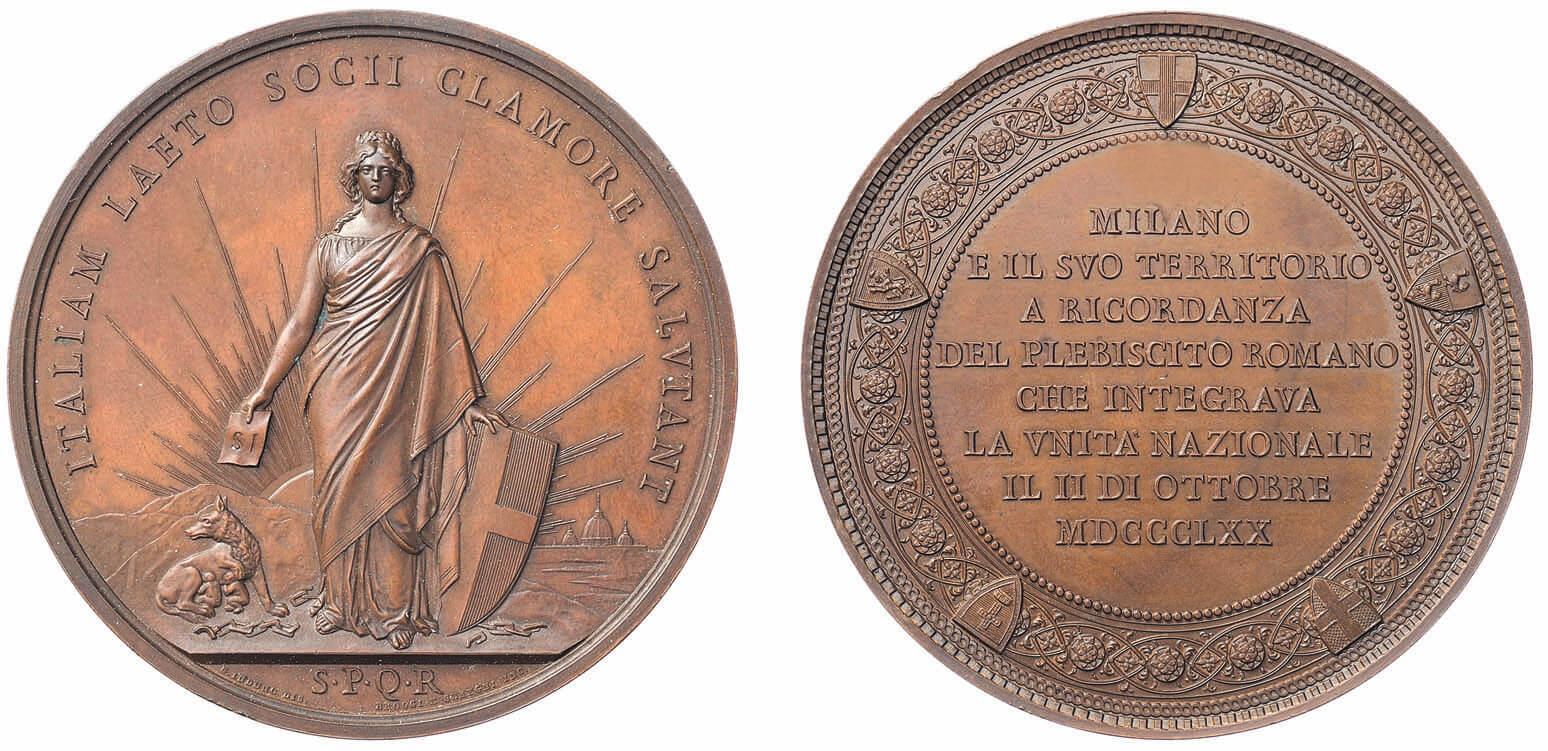 ITALIAM LAETO SOCII CLAMORE SALVTANT
SI
S·P·Q·R
MILANO
E IL SVO TERRITORIO
A RICORDANZA
DEL PLEBISCITO ROMANO
CHE INTEGRAVA
LA VNITA' NAZIONALE
IL II DI OTTOBRE
MDCCCLXX